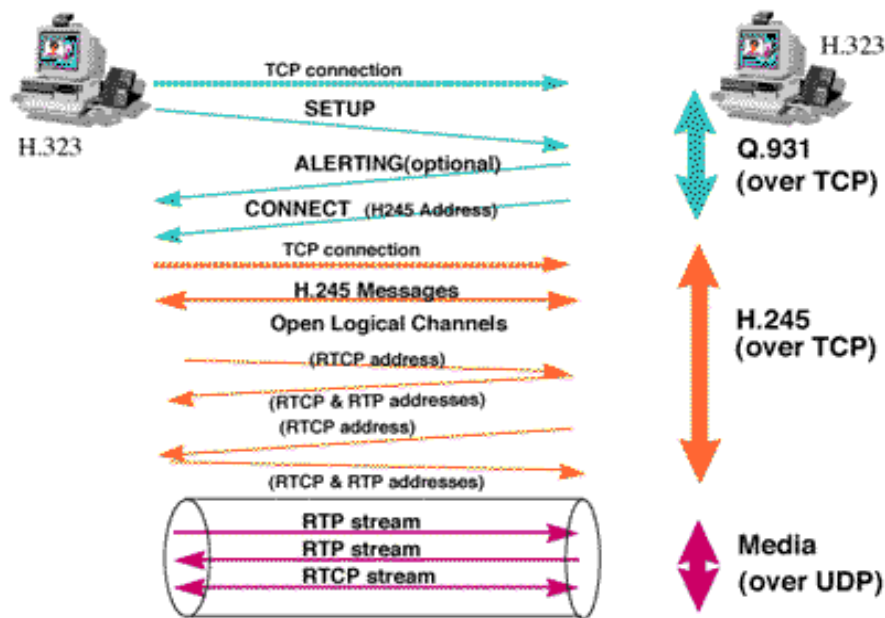 H.323
H.323
TCP connection
SETUP
ALERTING(optional)
CONNECT (H245 Address)
Q.931
(over TCP)
TCP connection
H.245 Messages
Open Logical Channels
(RTCP address)
(RTCP & RTP addresses)
(RTCP address)
(RTCP & RTP addresses)
H.245
(over TCP)
RTP stream
RTP stream
RTCP stream
Media
(over UDP)